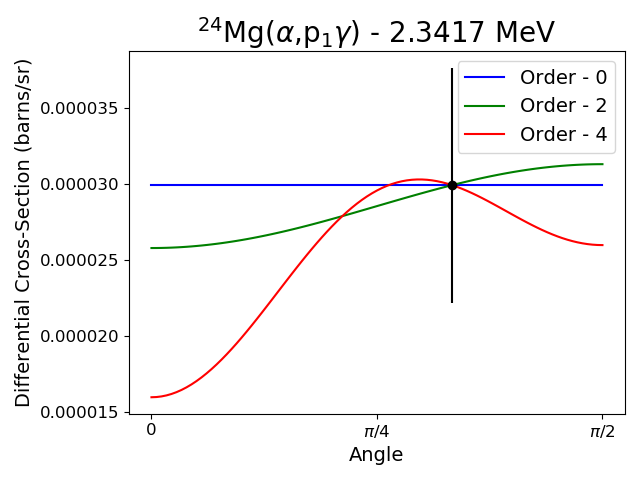 ²⁴Mg(α,p₁γ) - 2.3417 MeV
Differential Cross-Section (barns/sr)
0.000035
0.000030
0.000025
0.000020
0.000015
Order - 0
Order - 2
Order - 4
0
π/4
π/2
Angle